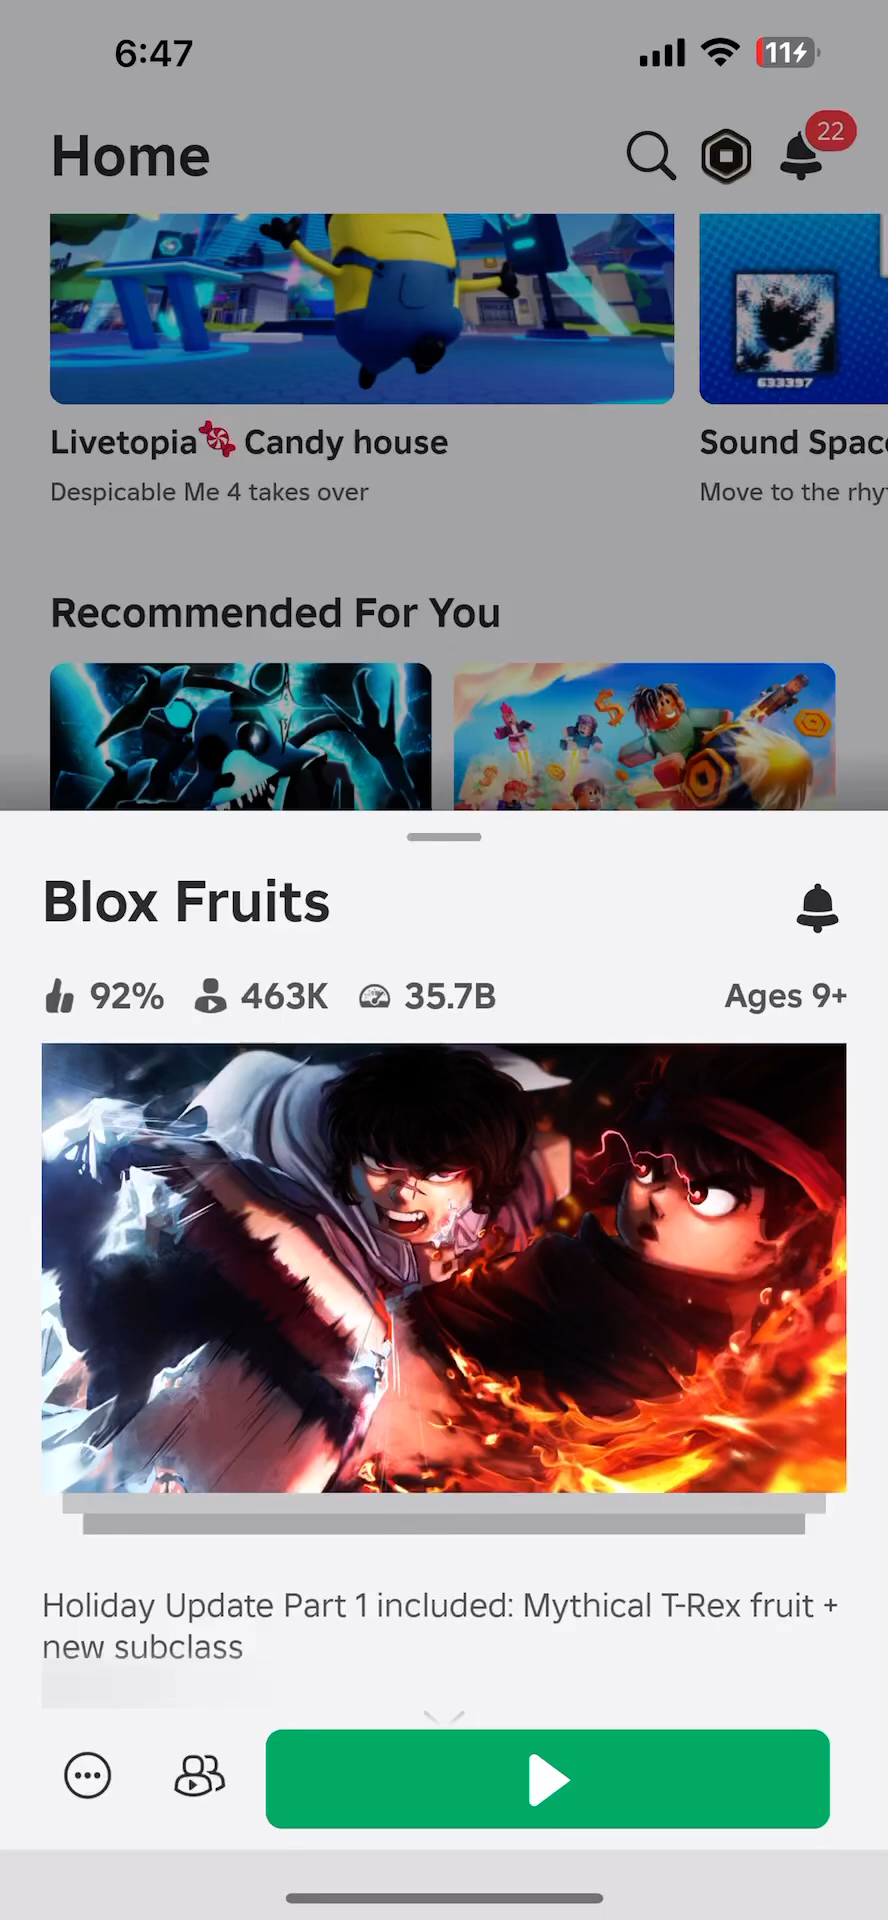 6:47
11
Home
22
633397
Livetopia Candy house
Sound Spac
Despicable Me 4 takes over
Move to the rhy
Recommended For You
Blox Fruits
92%
463K
35.7B
Ages 9+
Holiday Update Part 1 included: Mythical T-Rex fruit +
new subclass